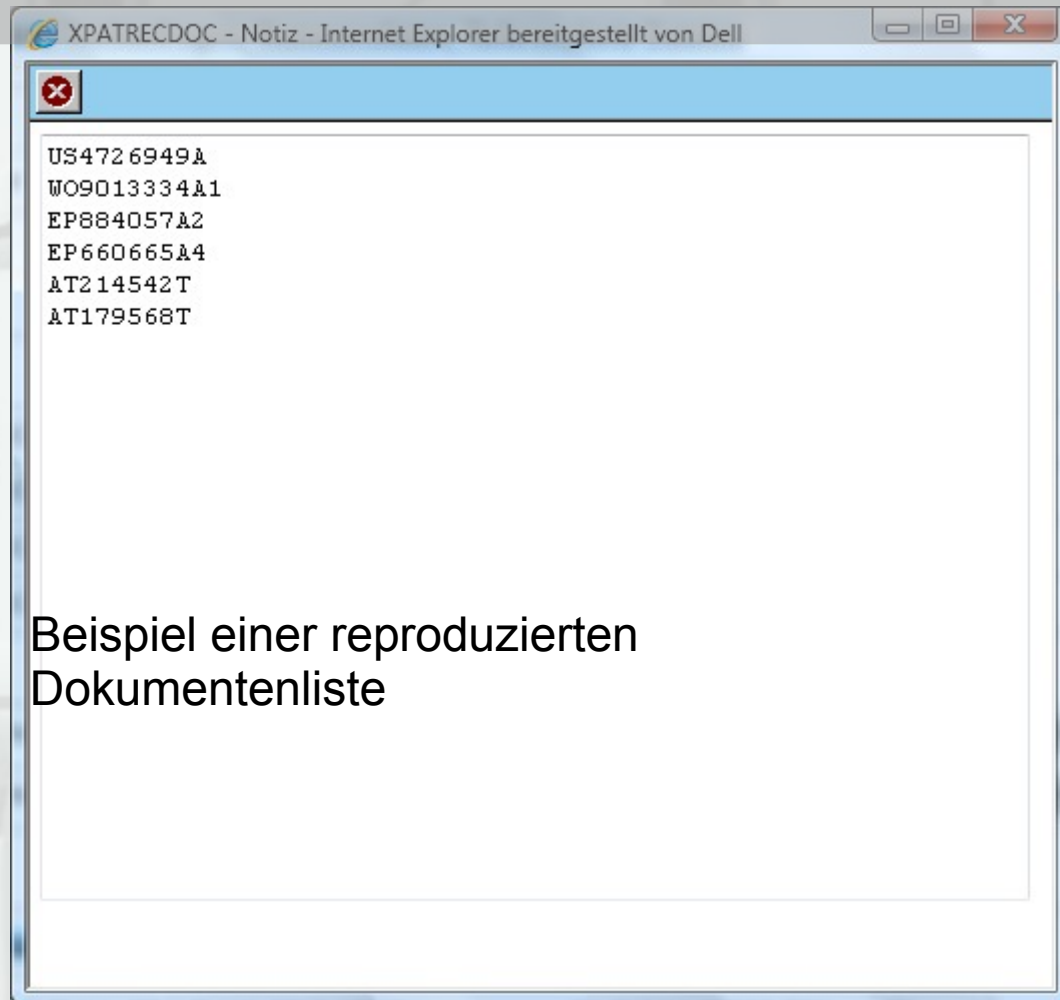 XPATRECDOC - Notiz - Internet Explorer bereitgestellt von Dell
US4726949A
WO9013334A1
EP884057A2
EP660665A4
AT214542T
AT179568T
Beispiel einer reproduzierten
Dokumentenliste